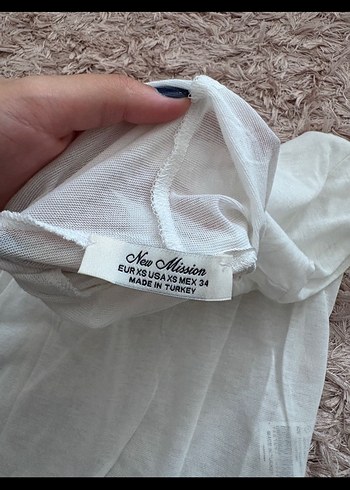 New Mission
EUR XS USA XS MEX 34
MADE IN TURKEY